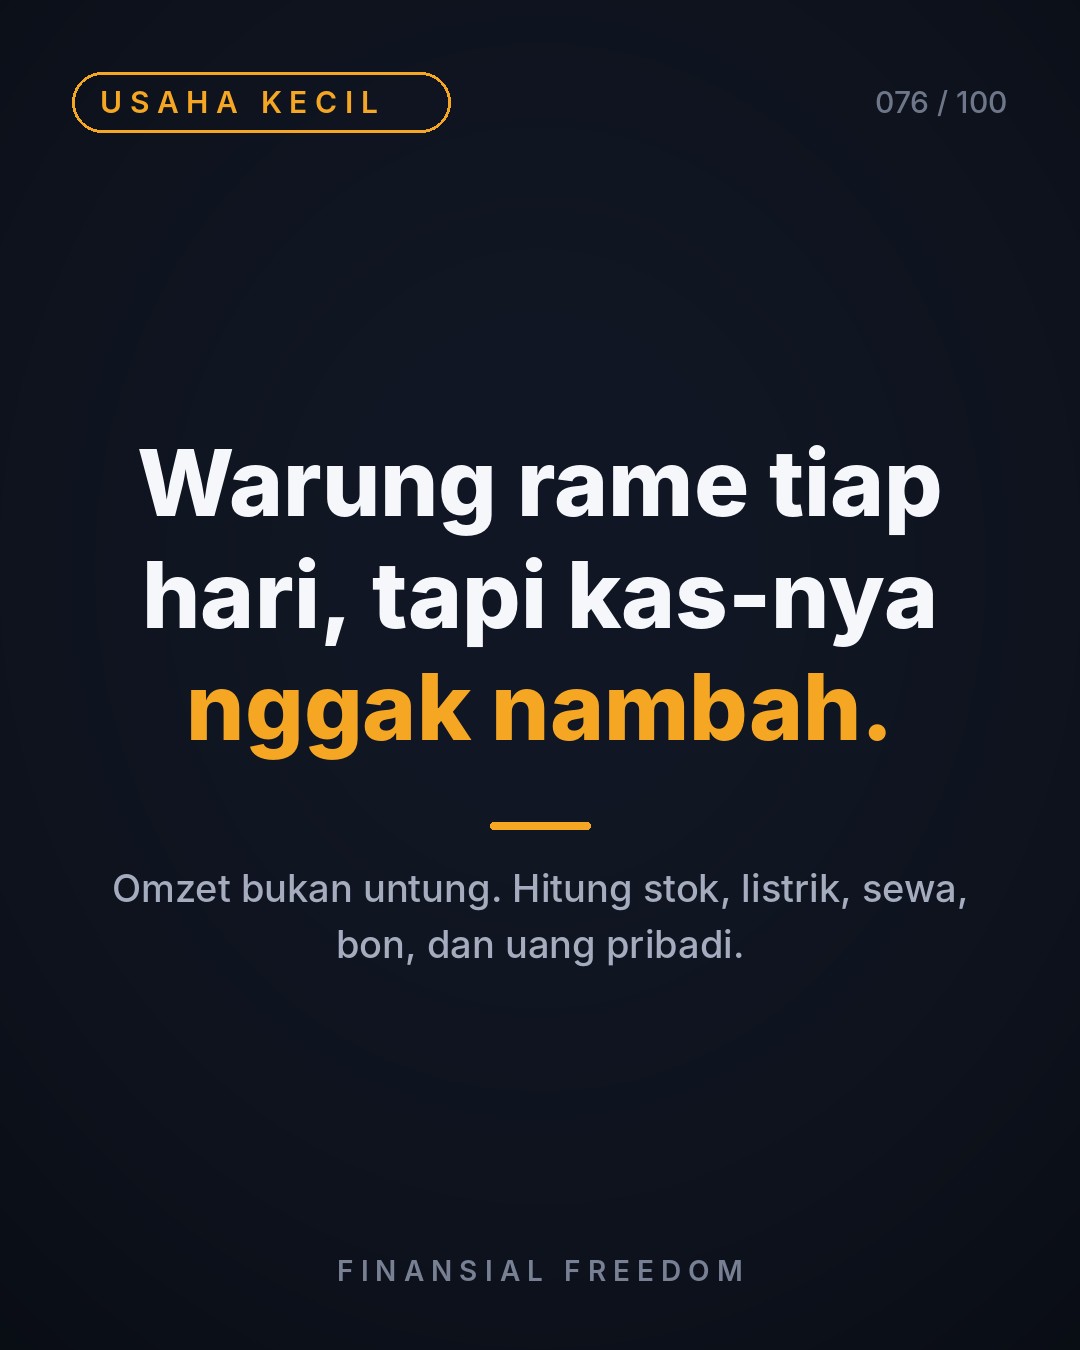 USAHA KECIL
076 / 100
Warung rame tiap
hari, tapi kas-nya
nggak nambah.
Omzet bukan untung. Hitung stok, listrik, sewa,
bon, dan uang pribadi.
FINANSIAL FREEDOM